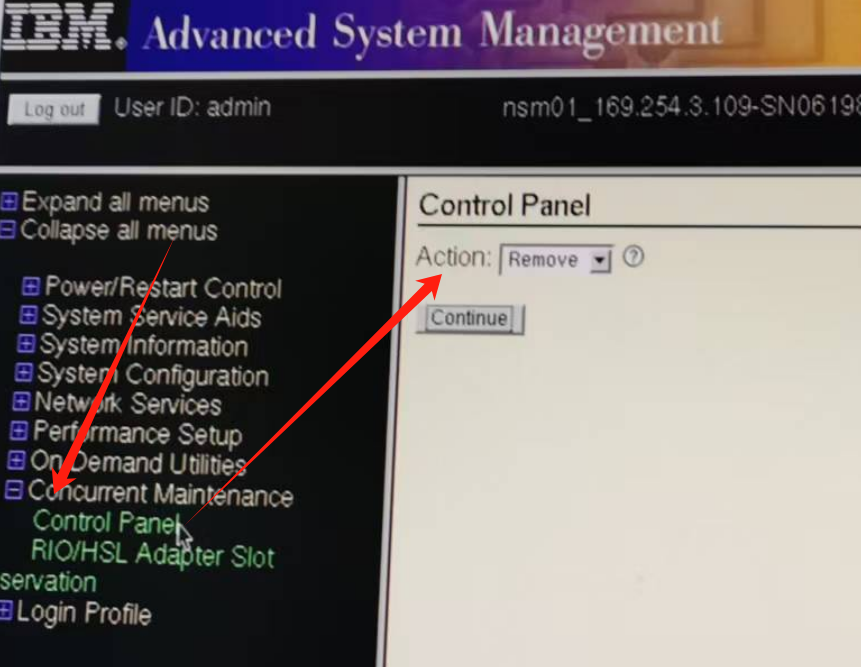 IBM. Advanced System Management
Log out User ID: admin nsm01_169.254.3.109-SN06198
Expand all menus
Collapse all menus
Power/Restart Control
System Service Aids
System Information
System Configuration
Network Services
Performance Setup
On Demand Utilities
Concurrent Maintenance
Control Panel
RIO/HSL Adapter Slot
servation
Login Profile
Control Panel
Action: Remove ?
Continue